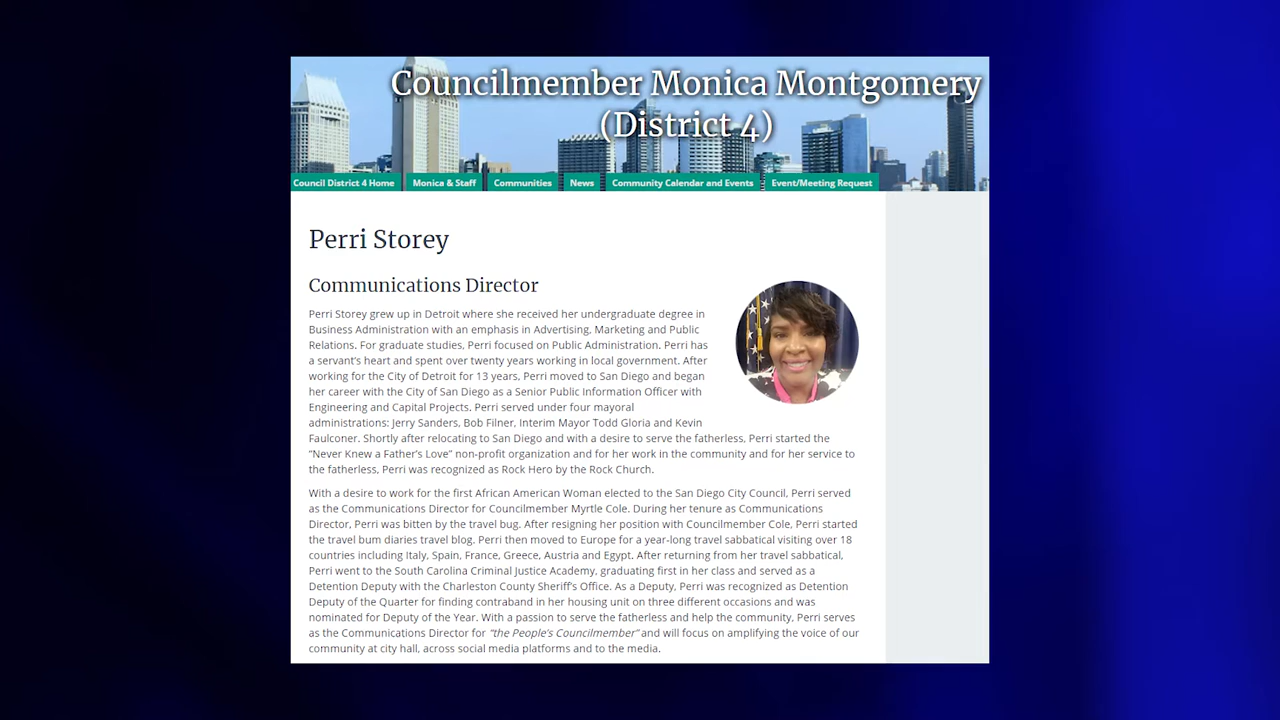 Councilmember Monica Montgomery
(District 4)
Council District 4 Home
Monica & Staff
Communities
News
Community Calendar and Events
Event/Meeting Request
Perri Storey
Communications Director
Perri Storey grew up in Detroit where she received her undergraduate degree in
Business Administration with an emphasis in Advertising, Marketing and Public
Relations. For graduate studies, Perri focused on Public Administration. Perri has
a servant's heart and spent over twenty years working in local government. After
working for the City of Detroit for 13 years, Perri moved to San Diego and began
her career with the City of San Diego as a Senior Public Information Officer with
Engineering and Capital Projects. Perri served under four mayoral
administrations: Jerry Sanders, Bob Filner, Interim Mayor Todd Gloria and Kevin
Faulconer. Shortly after relocating to San Diego and with a desire to serve the fatherless, Perri started the
“Never Knew a Father's Love” non-profit organization and for her work in the community and for her service to
the fatherless, Perri was recognized as Rock Hero by the Rock Church.
With a desire to work for the first African American Woman elected to the San Diego City Council, Perri served
as the Communications Director for Councilmember Myrtle Cole. During her tenure as Communications
Director, Perri was bitten by the travel bug. After resigning her position with Councilmember Cole, Perri started
the travel bum diaries travel blog. Perri then moved to Europe for a year-long travel sabbatical visiting over 18
countries including Italy, Spain, France, Greece, Austria and Egypt. After returning from her travel sabbatical,
Perri went to the South Carolina Criminal Justice Academy, graduating first in her class and served as a
Detention Deputy with the Charleston County Sheriff's Office. As a Deputy, Perri was recognized as Detention
Deputy of the Quarter for finding contraband in her housing unit on three different occasions and was
nominated for Deputy of the Year. With a passion to serve the fatherless and help the community, Perri serves
as the Communications Director for “the People's Councilmember” and will focus on amplifying the voice of our
community at city hall, across social media platforms and to the media.